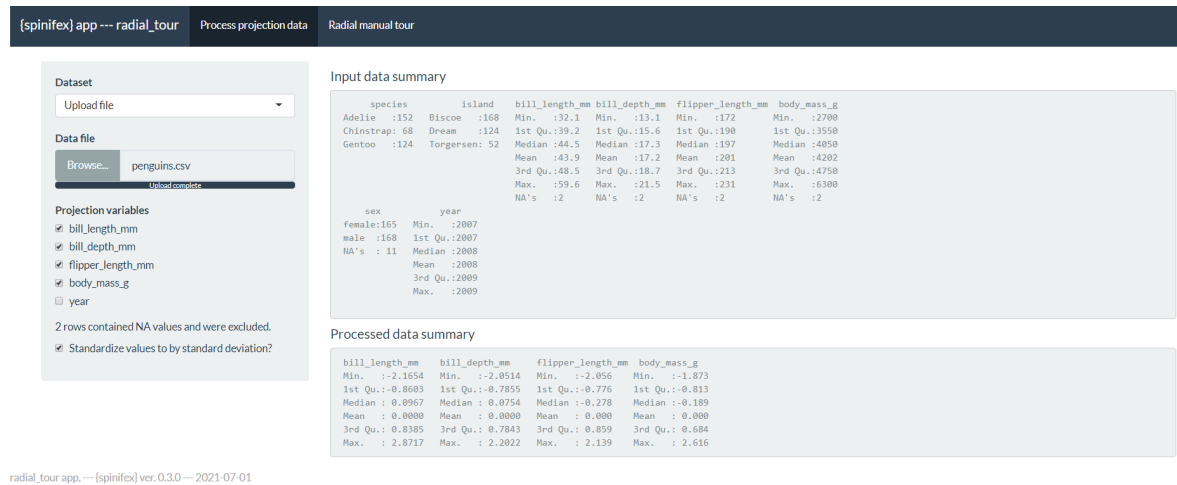 {spinifex} app --- radial_tour Process projection data Radial manual tour
Dataset
Upload file
Data file
Browse... penguins.csv
Upload complete
Projection variables
bill_length_mm
bill_depth_mm
flipper_length_mm
body_mass_g
year
2 rows contained NA values and were excluded.
Standardize values to by standard deviation?
Input data summary
species island bill_length_mm bill_depth_mm flipper_length_mm body_mass_g
Adelie :152 Biscoe :168 Min. :32.1 Min. :13.1 Min. :172 Min. :2700
Chinstrap: 68 Dream :124 1st Qu.:39.2 1st Qu.:15.6 1st Qu.:190 1st Qu.:3550
Gentoo :124 Torgersen: 52 Median :44.5 Median :17.3 Median :197 Median :4050
Mean :43.9 Mean :17.2 Mean :201 Mean :4202
3rd Qu.:48.5 3rd Qu.:18.7 3rd Qu.:213 3rd Qu.:4750
Max. :59.6 Max. :21.5 Max. :231 Max. :6300
NA's :2 NA's :2 NA's :2 NA's :2
sex year
female:165 Min. :2007
male :168 1st Qu.:2007
NA's : 11 Median :2008
Mean :2008
3rd Qu.:2009
Max. :2009
Processed data summary
bill_length_mm bill_depth_mm flipper_length_mm body_mass_g
Min. :-2.1654 Min. :-2.0514 Min. :-2.056 Min. :-1.873
1st Qu.:-0.8603 1st Qu.:-0.7855 1st Qu.:-0.776 1st Qu.:-0.813
Median : 0.0967 Median : 0.0754 Median :-0.278 Median :-0.189
Mean : 0.0000 Mean : 0.0000 Mean : 0.000 Mean : 0.000
3rd Qu.: 0.8385 3rd Qu.: 0.7843 3rd Qu.: 0.859 3rd Qu.: 0.684
Max. : 2.8717 Max. : 2.2022 Max. : 2.139 Max. : 2.616
radial_tour app, --- {spinifex} ver. 0.3.0 --- 2021-07-01